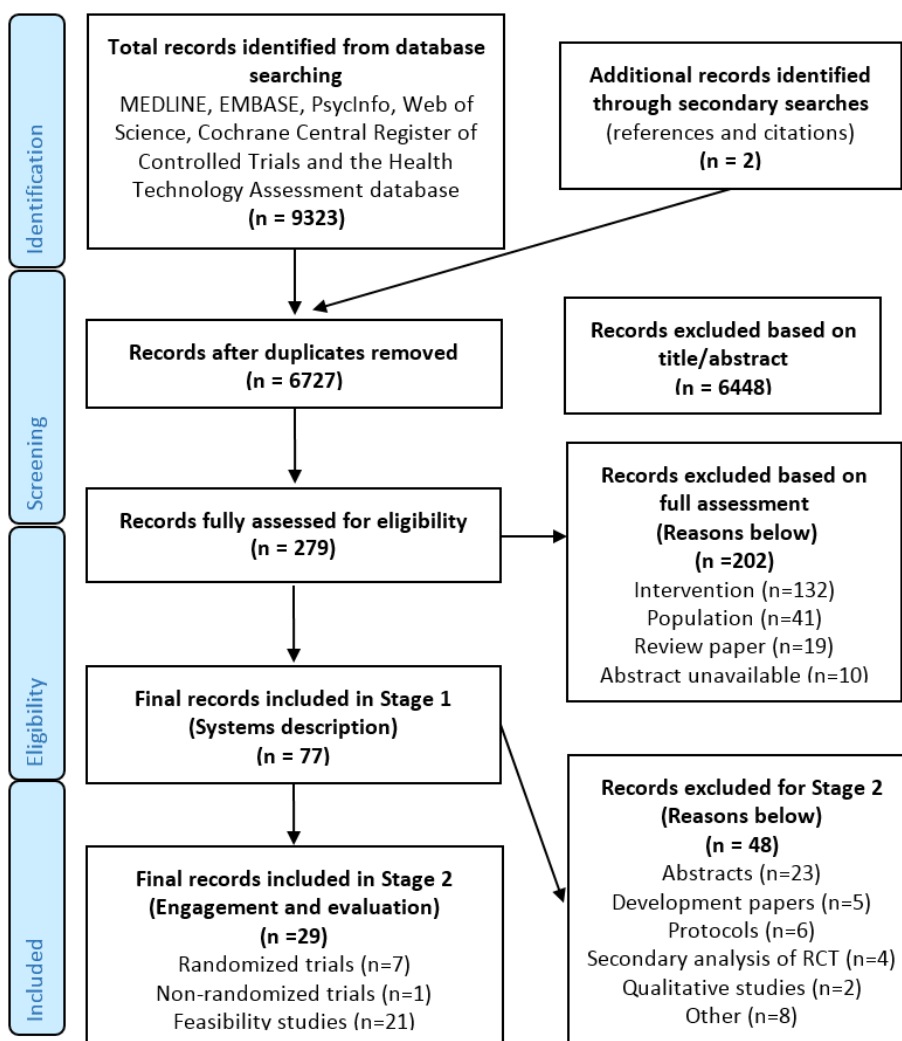 Total records identified from database
searching
MEDLINE, EMBASE, PsycInfo, Web of
Science, Cochrane Central Register of
Controlled Trials and the Health
Technology Assessment database
(n = 9323)
Additional records identified
through secondary searches
(references and citations)
(n = 2)
Identification
Records after duplicates removed
(n = 6727)
Records excluded based on
title/abstract
(n = 6448)
Screening
Records fully assessed for eligibility
(n = 279)
Records excluded based on
full assessment
(Reasons below)
(n =202)
Intervention (n=132)
Population (n=41)
Review paper (n=19)
Abstract unavailable (n=10)
Eligibility
Final records included in Stage 1
(Systems description)
(n = 77)
Records excluded for Stage 2
(Reasons below)
(n = 48)
Abstracts (n=23)
Development papers (n=5)
Protocols (n=6)
Secondary analysis of RCT (n=4)
Qualitative studies (n=2)
Other (n=8)
Included
Final records included in Stage 2
(Engagement and evaluation)
(n =29)
Randomized trials (n=7)
Non-randomized trials (n=1)
Feasibility studies (n=21)